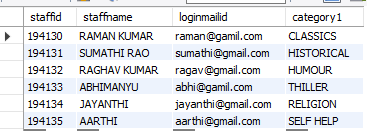 staffid staffname loginmailid category1
194130 RAMAN KUMAR raman@gamil.com CLASSICS
194131 SUMATHI RAO sumathi@gmail.com HISTORICAL
194132 RAGHAV KUMAR ragav@gmail.com HUMOUR
194133 ABHIMANYU abhi@gamil.com THILLER
194134 JAYANTHI jayanthi@gmail.com RELIGION
194135 AARTHI aarthi@gmail.com SELF HELP